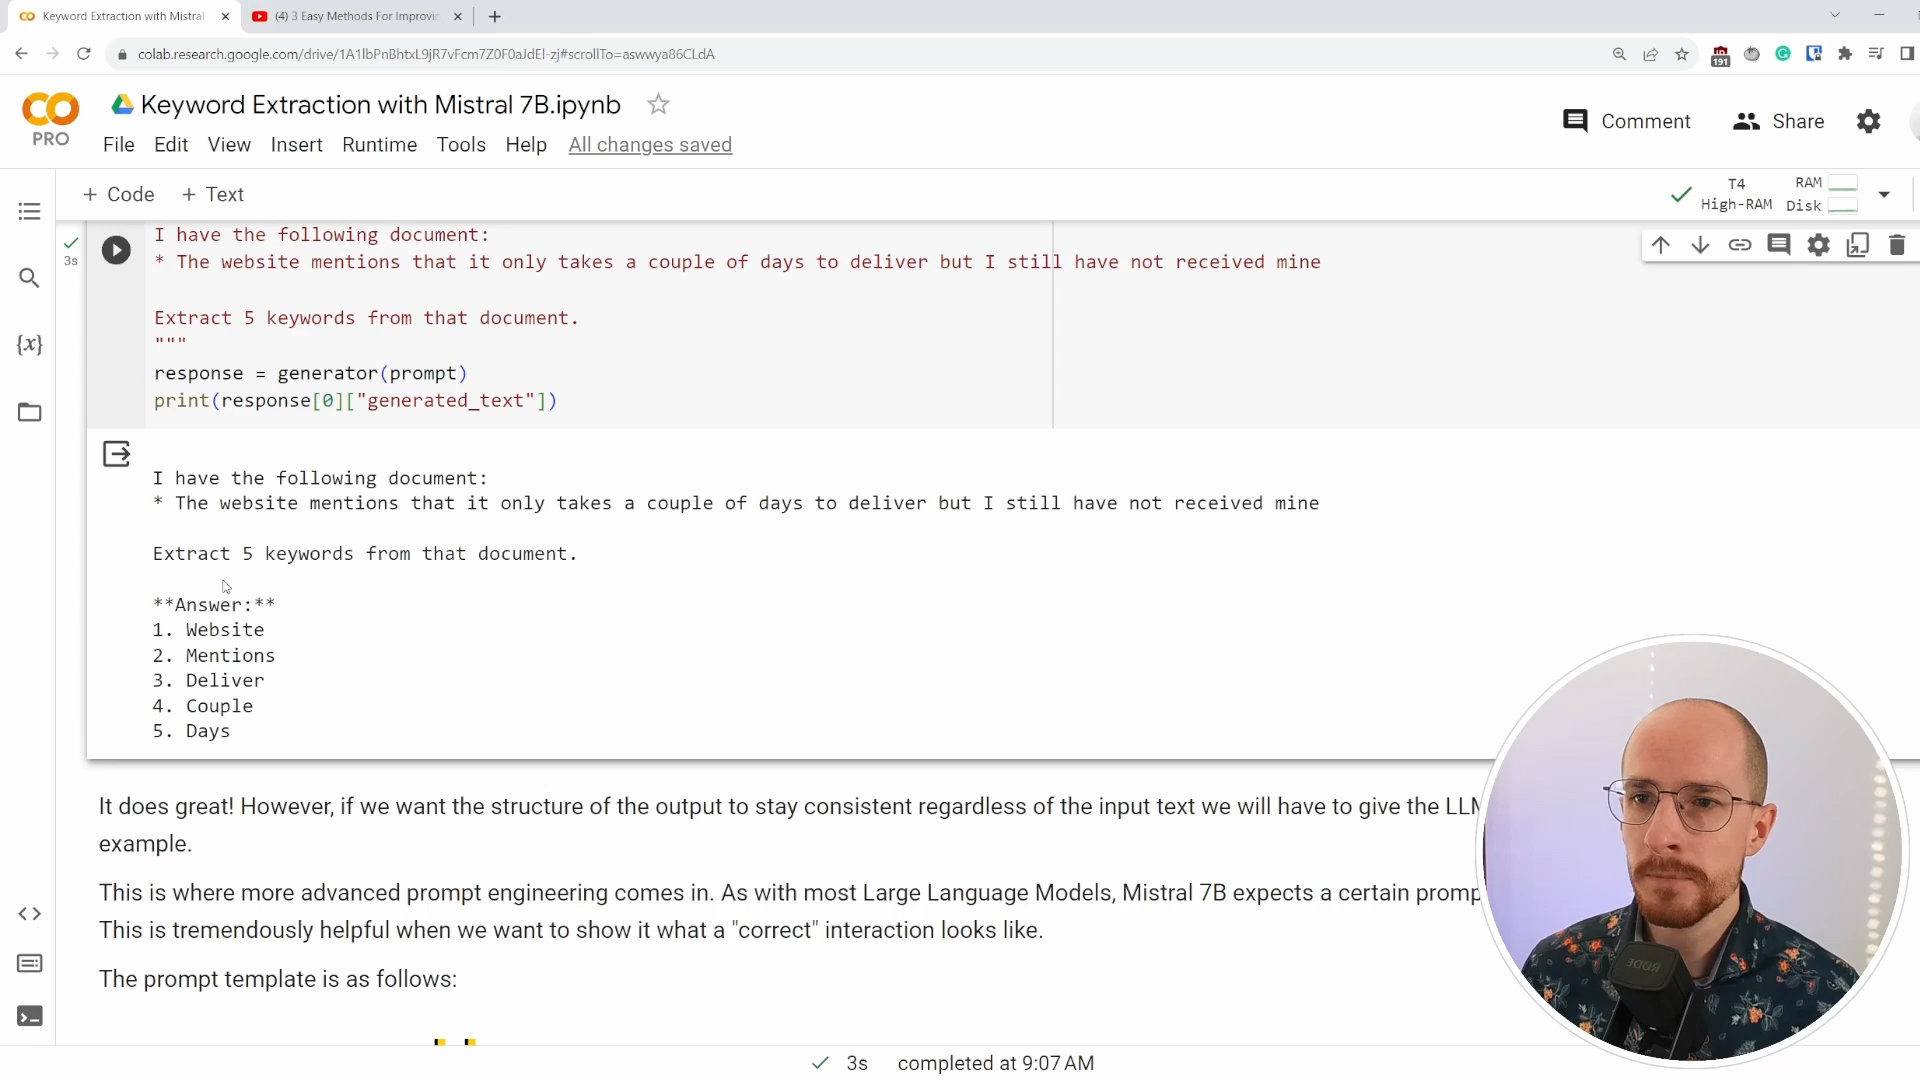 Keyword Extraction with Mistral
(4) 3 Easy Methods For Improvin
colab.research.google.com/drive/1A1lbPnBhtxL9jR7vFcm7Z0F0aJdEl-zj#scrollTo=aswwya86CLdA
191
PRO
Keyword Extraction with Mistral 7B.ipynb
Comment
Share
File Edit View Insert Runtime Tools Help All changes saved
+ Code + Text
T4
High-RAM
RAM
Disk
3s
I have the following document:
* The website mentions that it only takes a couple of days to deliver but I still have not received mine
Extract 5 keywords from that document.
"""
response = generator(prompt)
print(response[0]["generated_text"])
I have the following document:
* The website mentions that it only takes a couple of days to deliver but I still have not received mine
Extract 5 keywords from that document.
**Answer:**
1. Website
2. Mentions
3. Deliver
4. Couple
5. Days
It does great! However, if we want the structure of the output to stay consistent regardless of the input text we will have to give the LLM
example.
This is where more advanced prompt engineering comes in. As with most Large Language Models, Mistral 7B expects a certain promp
This is tremendously helpful when we want to show it what a "correct" interaction looks like.
The prompt template is as follows:
RØDE
3s completed at 9:07 AM